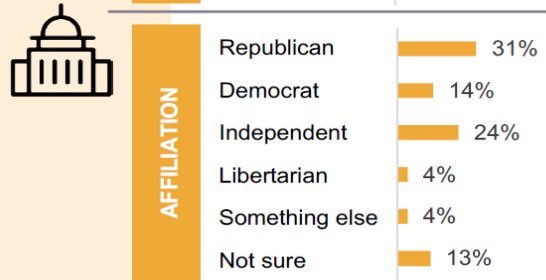 AFFILIATION
Republican 31%
Democrat 14%
Independent 24%
Libertarian 4%
Something else 4%
Not sure 13%